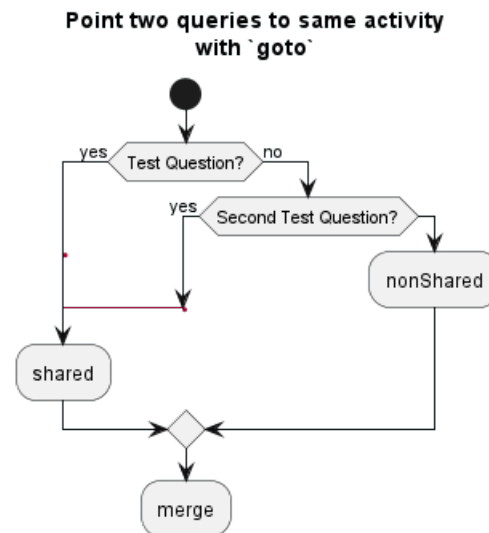 Point two queries to same activity
with `goto`
yes
Test Question?
no
yes
Second Test Question?
nonShared
shared
merge